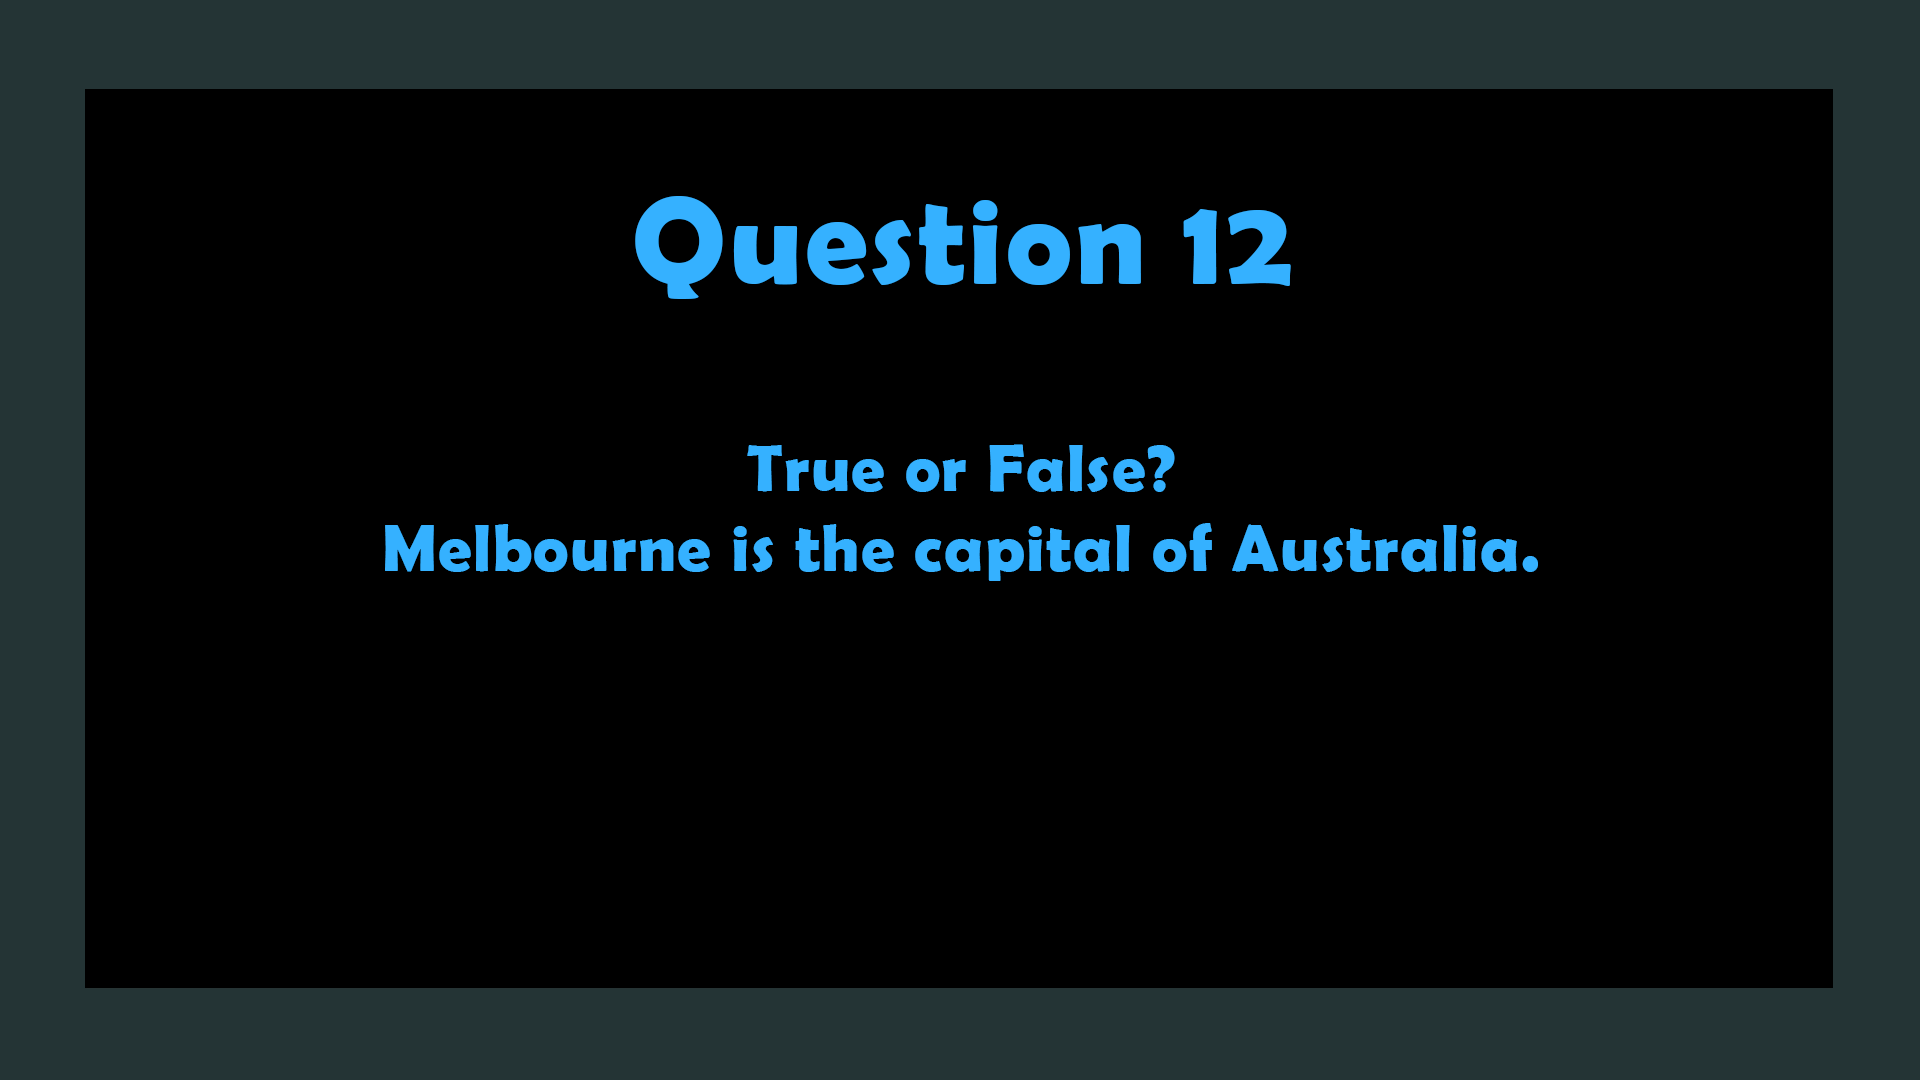 Question 12
True or False?
Melbourne is the capital of Australia.